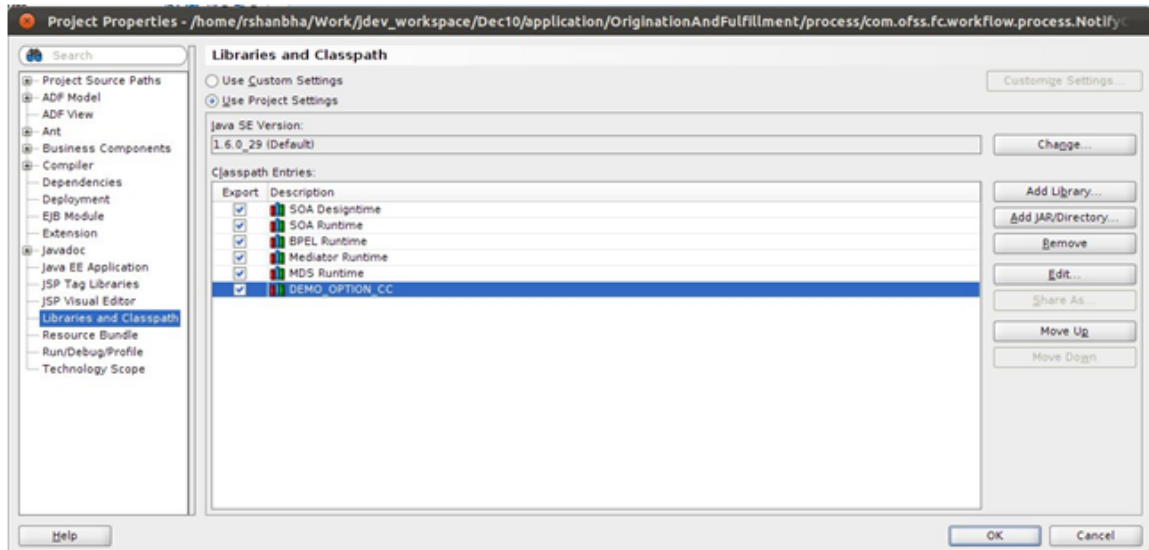 Project Properties - /home/rshanbha/Work/jdev_workspace/Dec10/application/OriginationAndFulfillment/process/com.ofss.fc.workflow.process.NotifyC
Search
Project Source Paths
ADF Model
ADF View
Ant
Business Components
Compiler
Dependencies
Deployment
EJB Module
Extension
Javadoc
Java EE Application
JSP Tag Libraries
JSP Visual Editor
Libraries and Classpath
Resource Bundle
Run/Debug/Profile
Technology Scope
Libraries and Classpath
Use Custom Settings
Customize Settings...
Use Project Settings
Java SE Version:
1.6.0_29 (Default)
Change...
Classpath Entries:
Export Description
SOA Designtime
SOA Runtime
BPEL Runtime
Mediator Runtime
MDS Runtime
DEMO_OPTION_CC
Add Library...
Add JAR/Directory...
Remove
Edit...
Share As...
Move Up
Move Down
Help
OK
Cancel